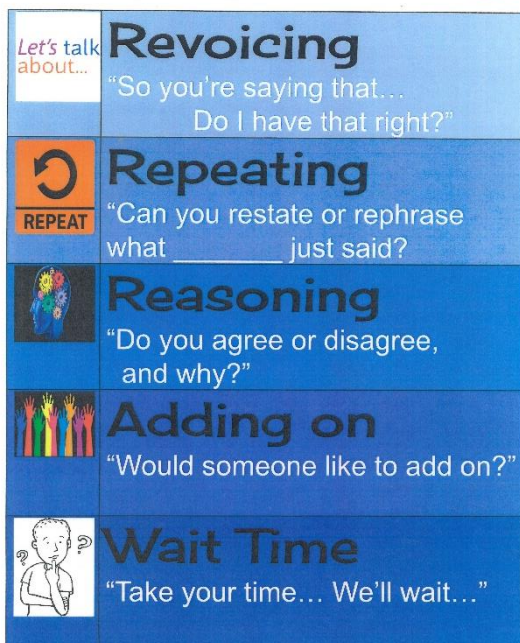 Let's talk
about...
Revoicing
“So you're saying that...
Do I have that right?”
REPEAT
Repeating
“Can you restate or rephrase
what ________ just said?
Reasoning
“Do you agree or disagree,
and why?”
Adding on
“Would someone like to add on?”
? ?
Wait Time
“Take your time... We'll wait...”